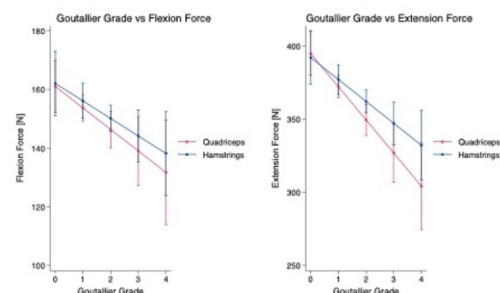 Goutallier Grade vs Flexion Force
180
160
140
120
100
Flexion Force [N]
0 1 2 3 4
Goutallier Grade
Quadriceps
Hamstrings
Goutallier Grade vs Extension Force
400
350
300
250
Extension Force [N]
0 1 2 3 4
Goutallier Grade
Quadriceps
Hamstrings